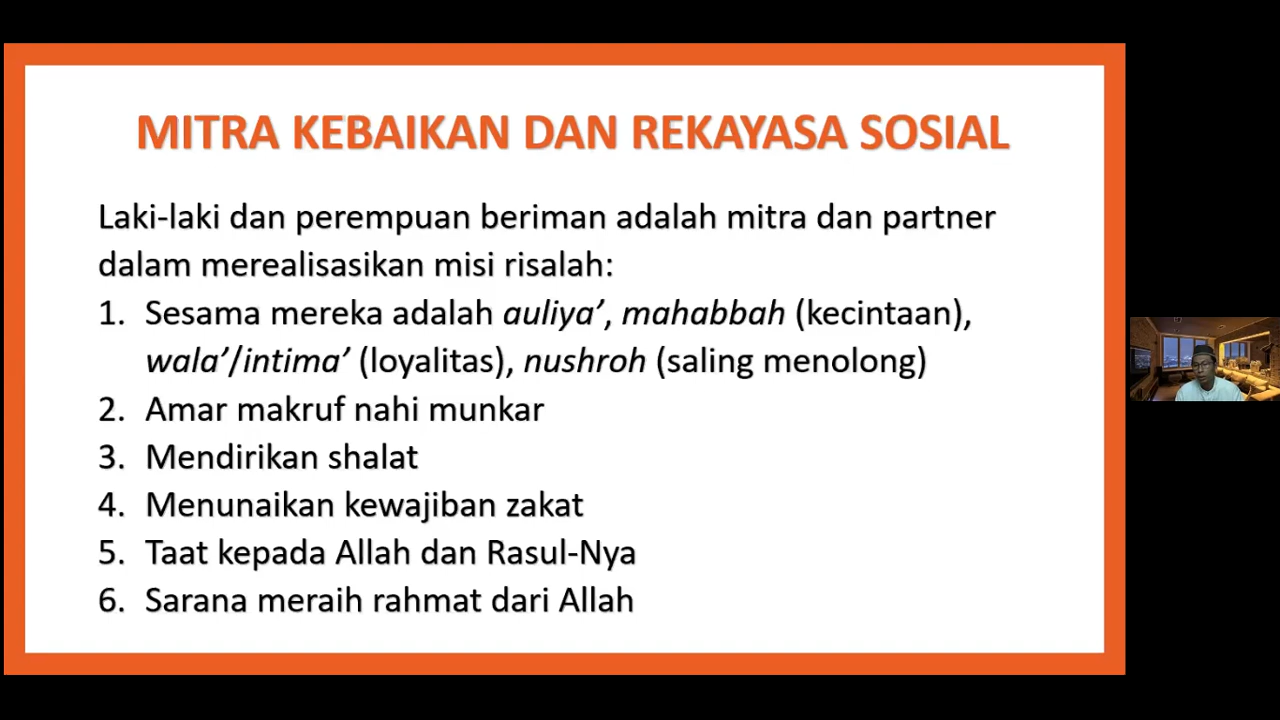 MITRA KEBAIKAN DAN REKAYASA SOSIAL
Laki-laki dan perempuan beriman adalah mitra dan partner
dalam merealisasikan misi risalah:
1. Sesama mereka adalah auliya’, mahabbah (kecintaan),
wala’/intima’ (loyalitas), nushroh (saling menolong)
2. Amar makruf nahi munkar
3. Mendirikan shalat
4. Menunaikan kewajiban zakat
5. Taat kepada Allah dan Rasul-Nya
6. Sarana meraih rahmat dari Allah